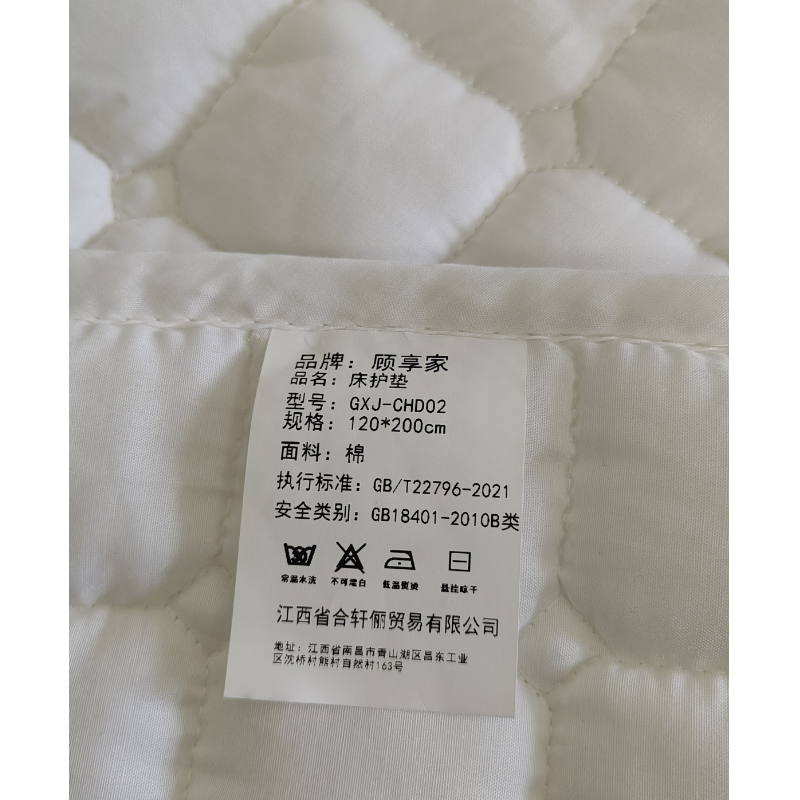 品牌：顾享家
品名：床护垫
型号：GXJ-CHD02
规格：120*200cm
面料：棉
执行标准：GB/T22796-2021
安全类别：GB18401-2010B类
30
常温水洗 不可漂白 低温熨烫 悬挂晾干
江西省合轩俪贸易有限公司
地址：江西省南昌市青山湖区昌东工业
区沈桥村熊村自然村163号